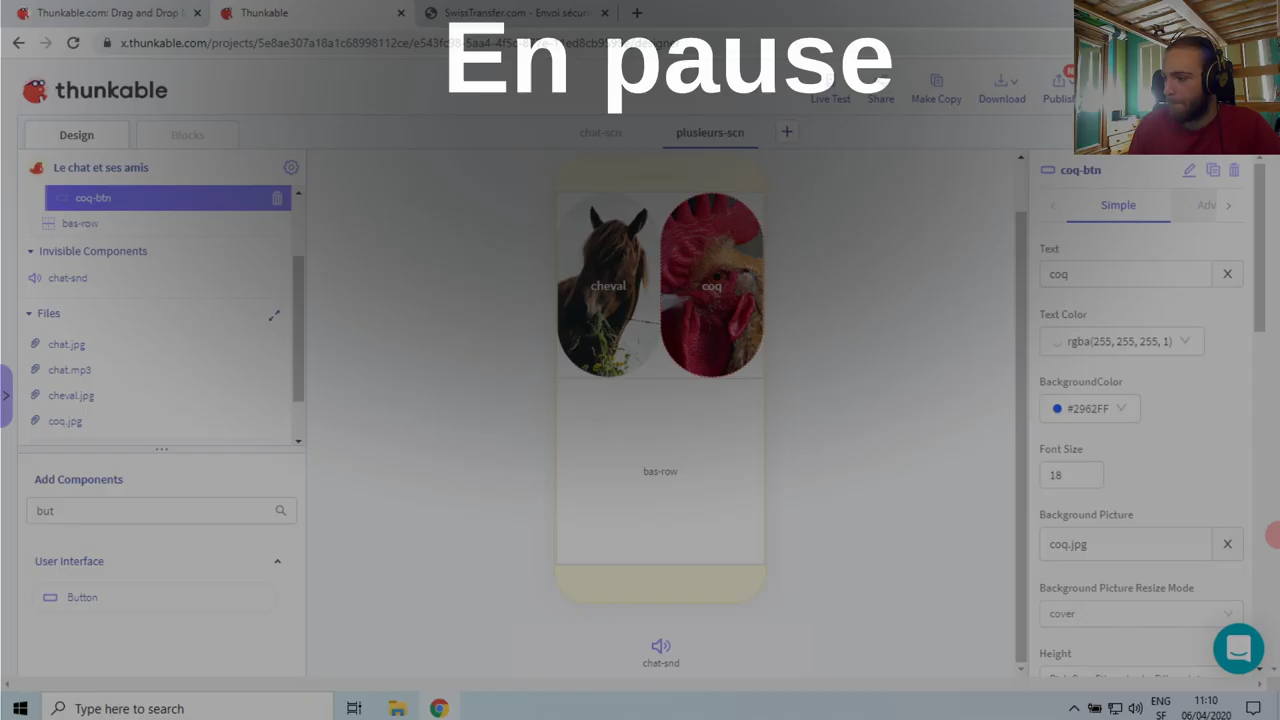 Thunkable.com: Drag and Drop
Thunkable
SwissTransfer.com - Envoi sécuri
En pause
thunkable
Live Test
Share
Make Copy
Download
Publish
Design
Blocks
chat-scn
plusieurs-scn
Le chat et ses amis
coq-btn
bas-row
Invisible Components
chat-snd
Files
chat.jpg
chat.mp3
cheval.jpg
coq.jpg
Add Components
but
User Interface
Button
cheval
coq
bas-row
chat-snd
coq-btn
Simple
Adv
Text
coq
Text Color
rgba(255, 255, 255, 1)
BackgroundColor
#2962FF
Font Size
18
Background Picture
coq.jpg
Background Picture Resize Mode
cover
Height
Type here to search
ENG
SF
11:10
06/04/2020